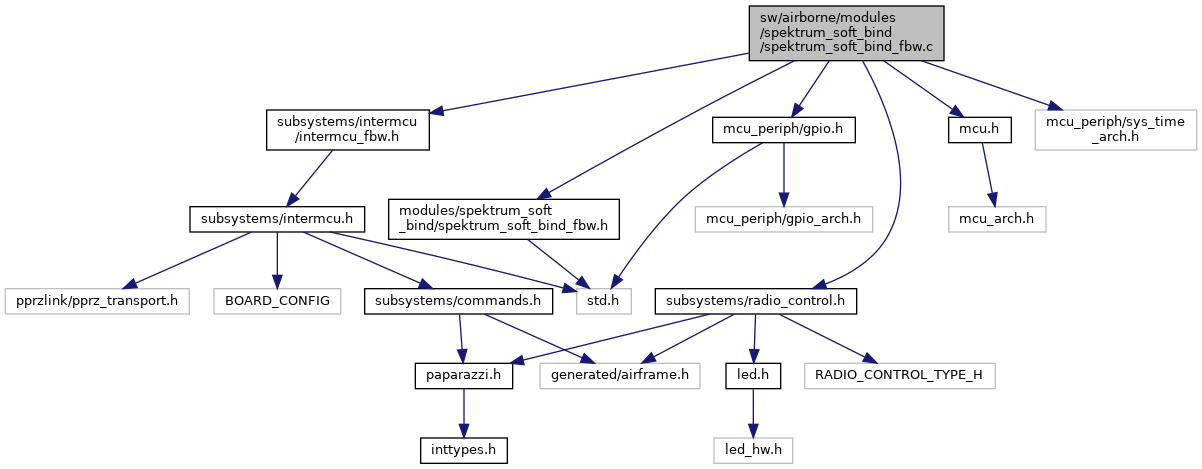 sw/airborne/modules
/spektrum_soft_bind
/spektrum_soft_bind_fbw.c
subsystems/intermcu
/intermcu_fbw.h
mcu_periph/gpio.h
mcu.h
mcu_periph/sys_time
_arch.h
subsystems/intermcu.h
modules/spektrum_soft
_bind/spektrum_soft_bind_fbw.h
mcu_periph/gpio_arch.h
mcu_arch.h
pprzlink/pprz_transport.h
BOARD_CONFIG
subsystems/commands.h
std.h
subsystems/radio_control.h
paparazzi.h
generated/airframe.h
led.h
RADIO_CONTROL_TYPE_H
inttypes.h
led_hw.h